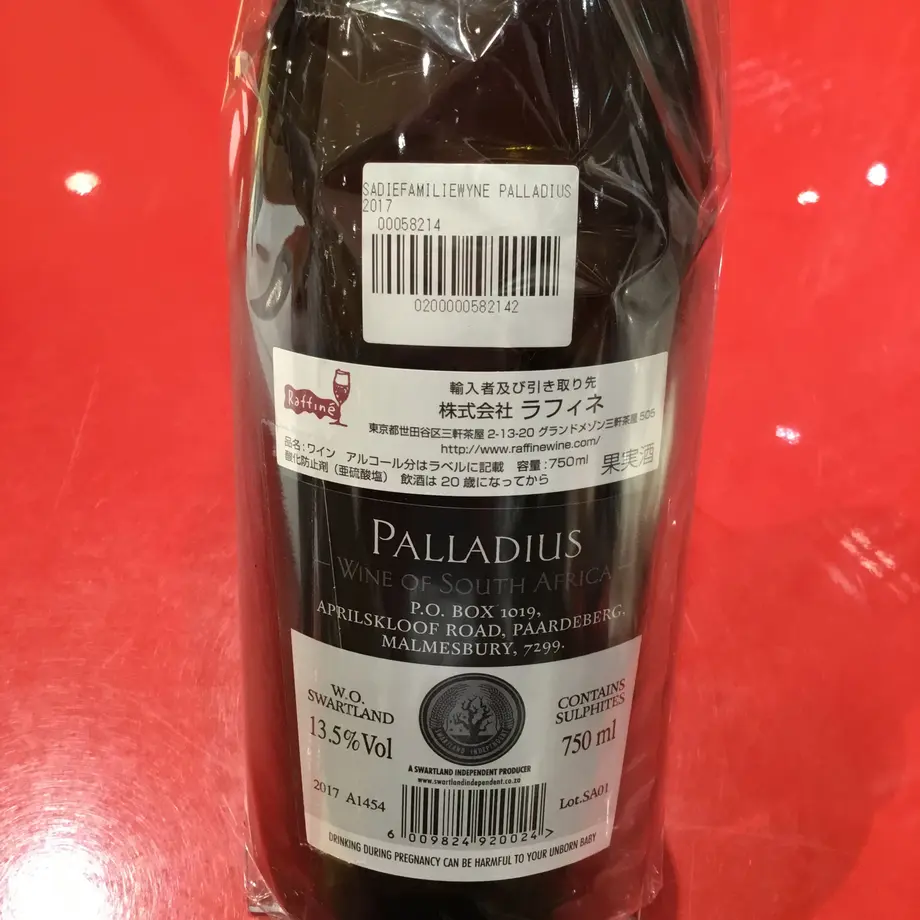 SADIEFAMILIEWYNE PALLADIUS
2017
00058214
0200000582142
Raffiné
輸入者及び引き取り先
株式会社 ラフィネ
東京都世田谷区三軒茶屋 2-13-20 グランドメゾン三軒茶屋 505
http://www.raffinewine.com/
品名:ワイン アルコール分はラベルに記載 容量:750ml
酸化防止剤(亜硫酸塩) 飲酒は20歳になってから
果実酒
PALLADIUS
WINE OF SOUTH AFRICA
P.O. BOX 1019,
APRILSKLOOF ROAD, PAARDEBERG,
MALMESBURY, 7299.
W.O.
SWARTLAND
13.5%Vol
2017 A1454
SWARTLAND INDEPENDENT
A SWARTLAND INDEPENDENT PRODUCER
www.swartlandindependent.co.za
CONTAINS
SULPHITES
750 ml
Lot.SA01
6 009824 920024 >
DRINKING DURING PREGNANCY CAN BE HARMFUL TO YOUR UNBORN BABY